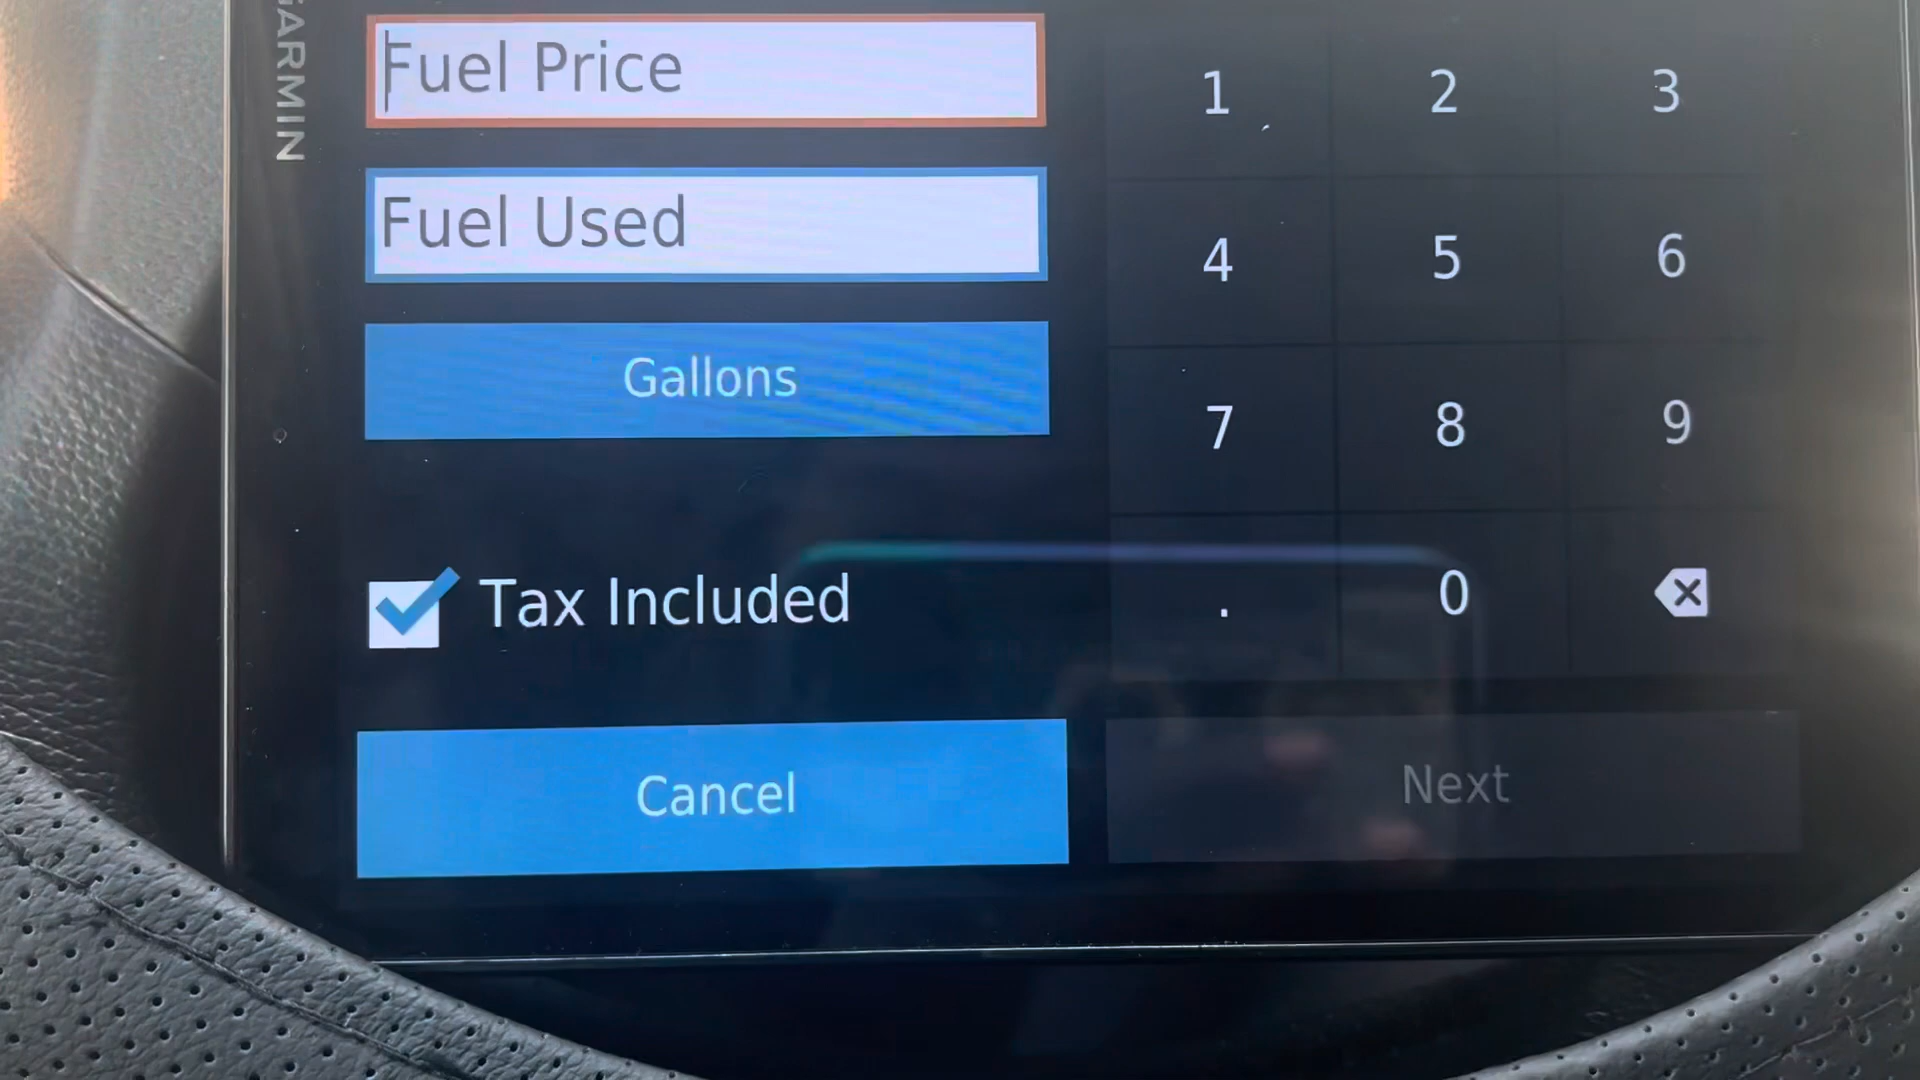 GARMIN
Fuel Price
Fuel Used
Gallons
Tax Included
Cancel
1 2 3
4 5 6
7 8 9
. 0
Next